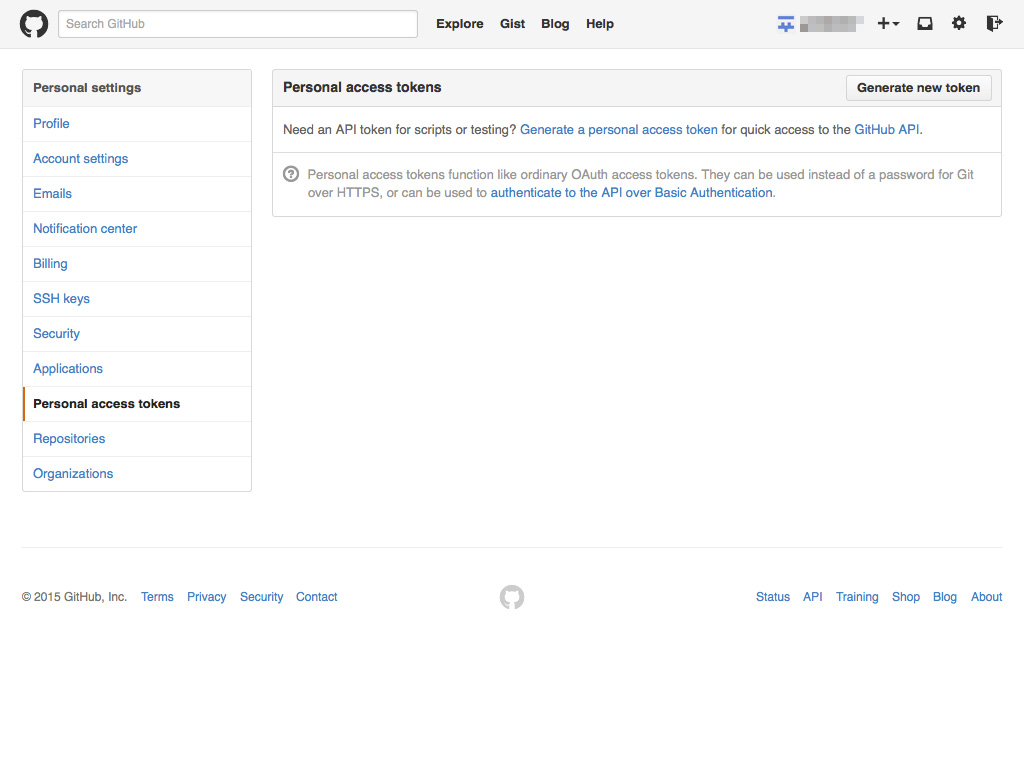 Search GitHub
Explore Gist Blog Help
Personal settings
Profile
Account settings
Emails
Notification center
Billing
SSH keys
Security
Applications
Personal access tokens
Repositories
Organizations
Personal access tokens
Generate new token
Need an API token for scripts or testing? Generate a personal access token for quick access to the GitHub API.
Personal access tokens function like ordinary OAuth access tokens. They can be used instead of a password for Git
over HTTPS, or can be used to authenticate to the API over Basic Authentication.
© 2015 GitHub, Inc. Terms Privacy Security Contact
Status API Training Shop Blog About